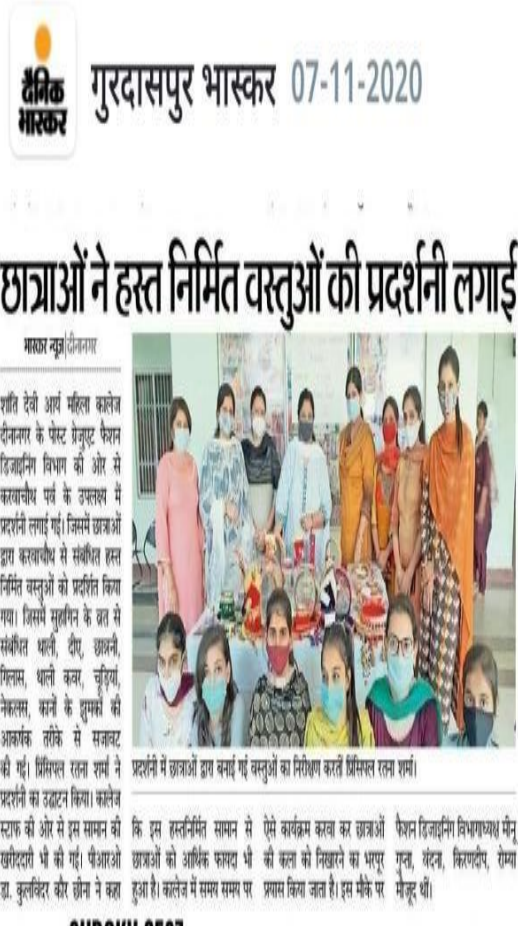 दैनिक
भास्कर
गुरदासपुर भास्कर 07-11-2020
छात्राओं ने हस्त निर्मित वस्तुओं की प्रदर्शनी लगाई
भास्कर न्यूज|दीनानगर
शांति देवी आर्य महिला कालेज
दीनानगर के पोस्ट ग्रेजुएट फैशन
डिजाइनिंग विभाग की ओर से
करवाचौथ पर्व के उपलक्ष्य में
प्रदर्शनी लगाई गई। जिसमें छात्राओं
द्वारा करवाचौथ से संबंधित हस्त
निर्मित वस्तुओं को प्रदर्शित किया
गया। जिसमें सुहागिन के व्रत से
संबंधित थाली, दीए, छाननी,
गिलास, थाली कवर, चूड़ियां,
नेकलस, कानों के झुमकों की
आकर्षक तरीके से सजावट
की गई। प्रिंसिपल रतना शर्मा ने
प्रदर्शनी का उद्घाटन किया। कालेज
स्टाफ की ओर से इस सामान की
खरीददारी भी की गई। पीआरओ
डा. कुलविंदर कौर छीना ने कहा
प्रदर्शनी में छात्राओं द्वारा बनाई गई वस्तुओं का निरीक्षण करतीं प्रिंसिपल रतना शर्मा।
कि इस हस्तनिर्मित सामान से
छात्राओं को आर्थिक फायदा भी
हुआ है। कालेज में समय समय पर
ऐसे कार्यक्रम करवा कर छात्राओं
की कला को निखारने का भरपूर
प्रयास किया जाता है। इस मौके पर
फैशन डिजाइनिंग विभागाध्यक्ष मीनू
गुप्ता, वंदना, किरणदीप, रोम्या
मौजूद थीं।